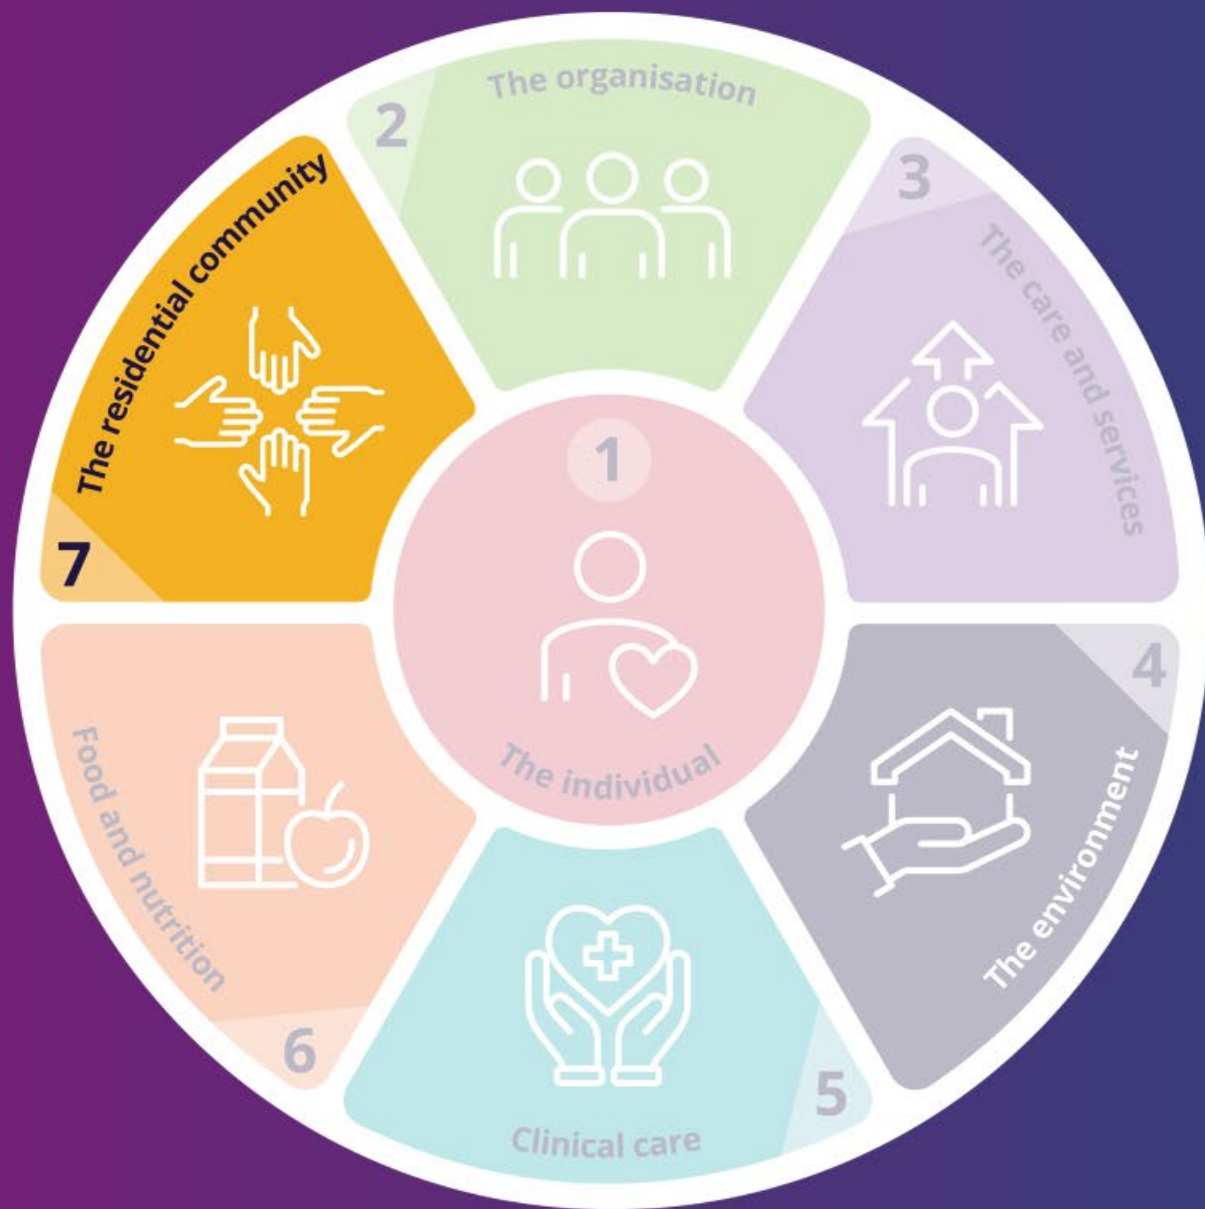 1
The individual
2
The organisation
3
The care and services
4
The environment
5
Clinical care
6
Food and nutrition
7
The residential community